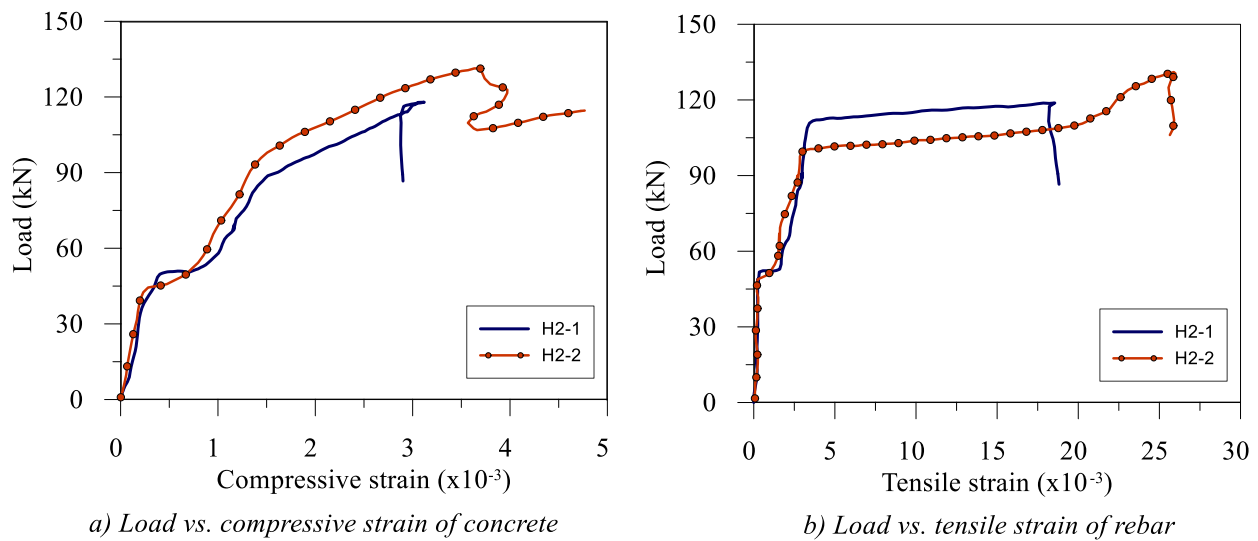 150
120
90
60
30
0
Load (kN)
H2-1
H2-2
0 1 2 3 4 5
Compressive strain (x10-3)
a) Load vs. compressive strain of concrete
150
120
90
60
30
0
Load (kN)
H2-1
H2-2
0 5 10 15 20 25 30
Tensile strain (x10-3)
b) Load vs. tensile strain of rebar